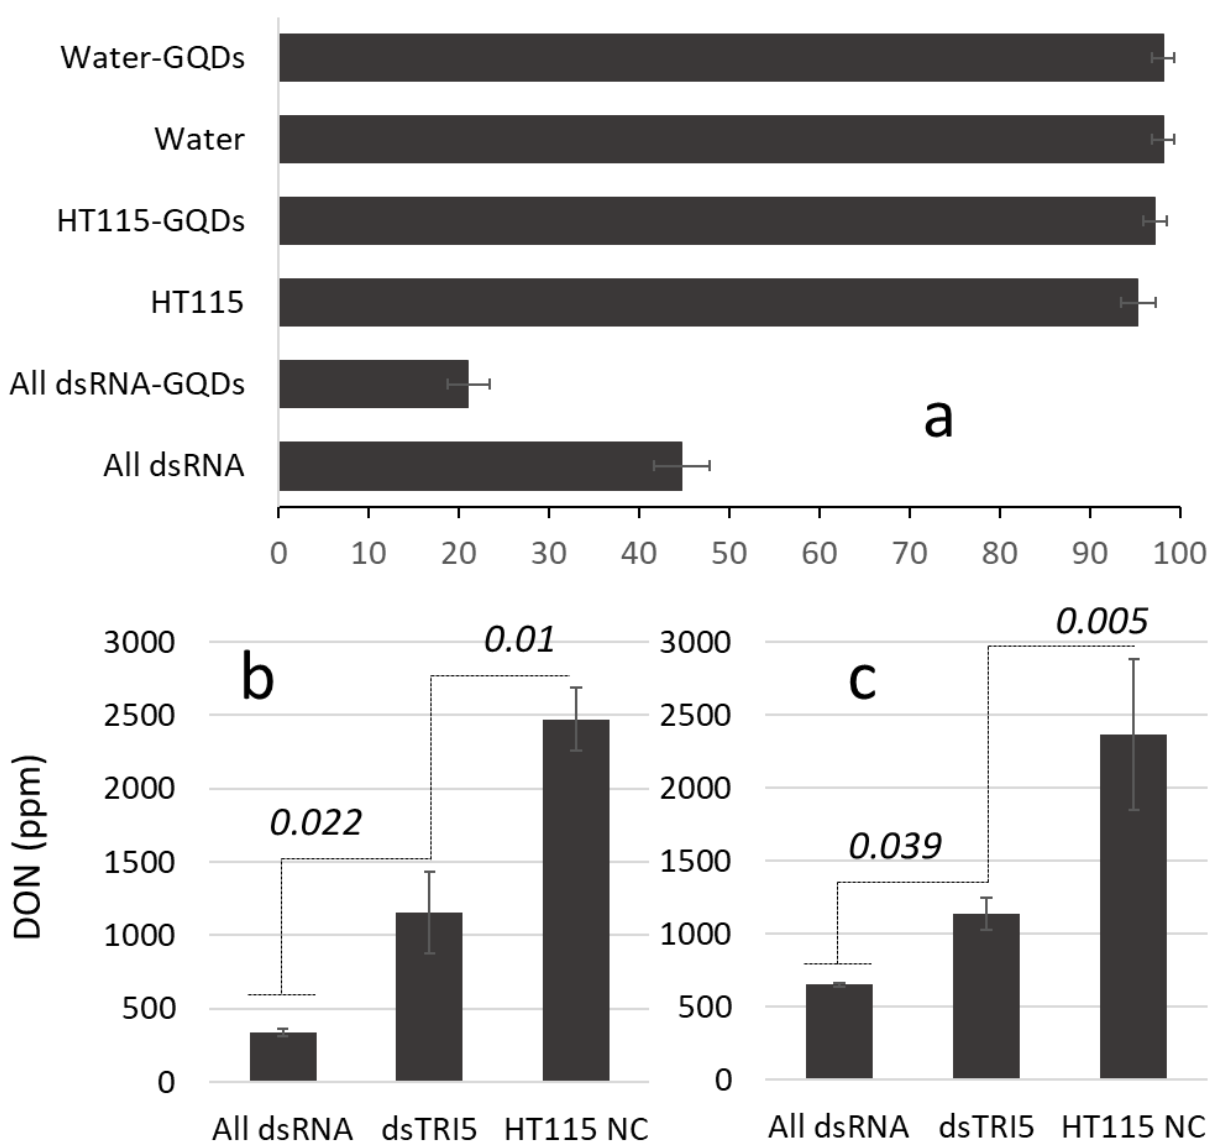 Water-GQDs
Water
HT115-GQDs
HT115
All dsRNA-GQDs
All dsRNA
a
0 10 20 30 40 50 60 70 80 90 100
DON (ppm)
b
3000
2500
2000
1500
1000
500
0
0.01
0.022
All dsRNA dsTRI5 HT115 NC
c
3000
2500
2000
1500
1000
500
0
0.005
0.039
All dsRNA dsTRI5 HT115 NC